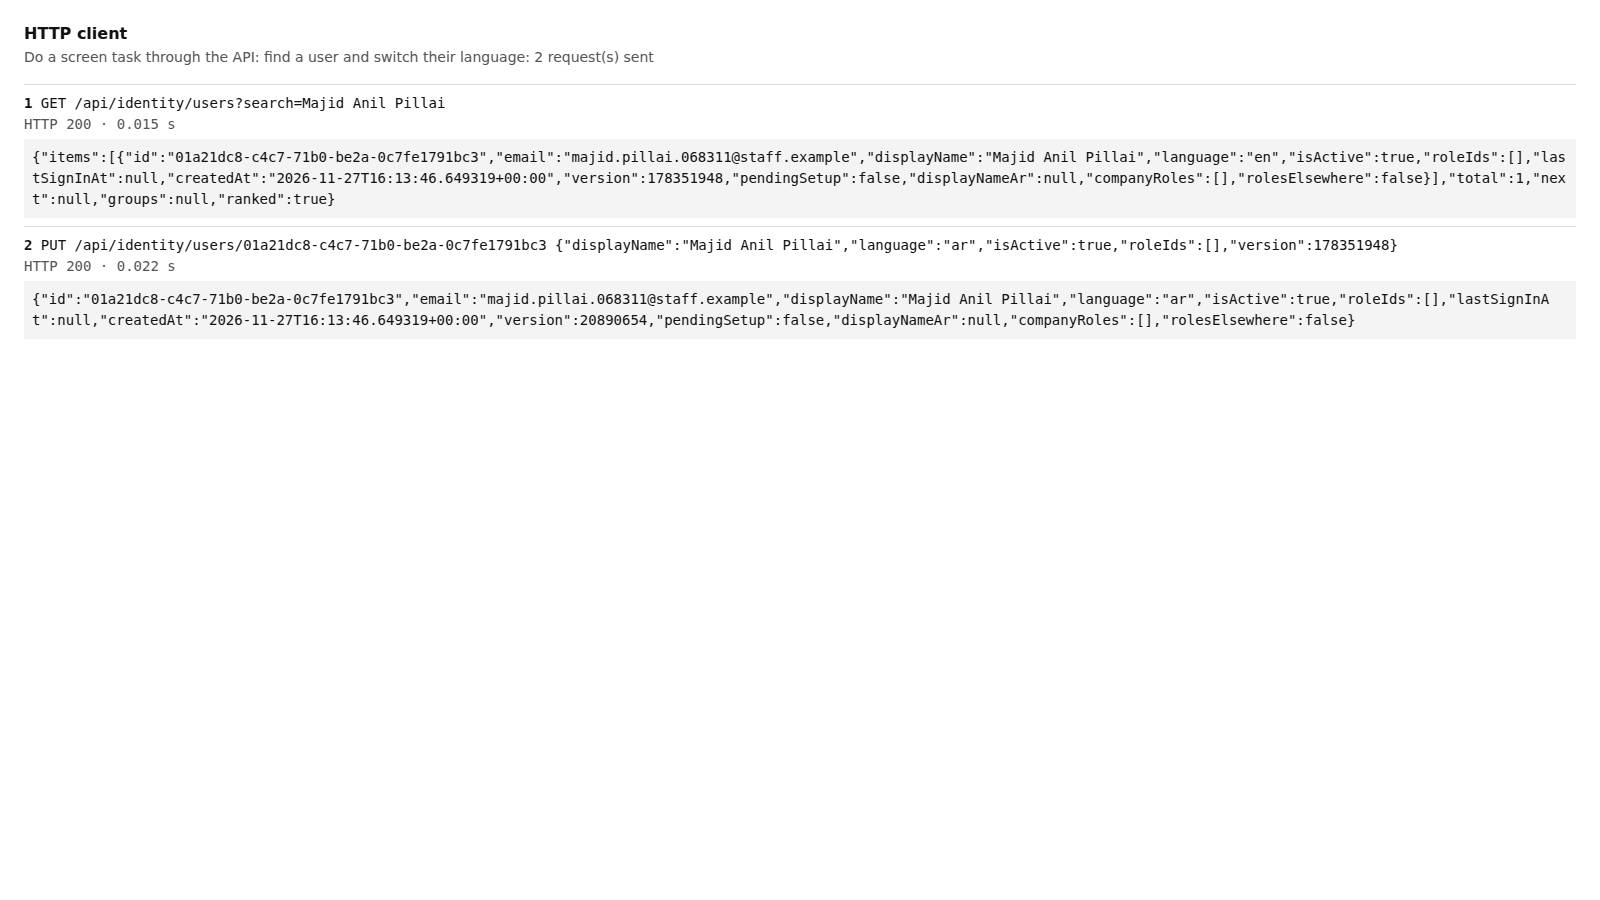 HTTP client
Do a screen task through the API: find a user and switch their language: 2 request(s) sent
1 GET /api/identity/users?search=Majid Anil Pillai
HTTP 200 · 0.015 s
{"items":[{"id":"01a21dc8-c4c7-71b0-be2a-0c7fe1791bc3","email":"majid.pillai.068311@staff.example","displayName":"Majid Anil Pillai","language":"en","isActive":true,"roleIds":[],"las
tSignInAt":null,"createdAt":"2026-11-27T16:13:46.649319+00:00","version":178351948,"pendingSetup":false,"displayNameAr":null,"companyRoles":[],"rolesElsewhere":false}],"total":1,"nex
t":null,"groups":null,"ranked":true}
2 PUT /api/identity/users/01a21dc8-c4c7-71b0-be2a-0c7fe1791bc3 {"displayName":"Majid Anil Pillai","language":"ar","isActive":true,"roleIds":[],"version":178351948}
HTTP 200 · 0.022 s
{"id":"01a21dc8-c4c7-71b0-be2a-0c7fe1791bc3","email":"majid.pillai.068311@staff.example","displayName":"Majid Anil Pillai","language":"ar","isActive":true,"roleIds":[],"lastSignInA
t":null,"createdAt":"2026-11-27T16:13:46.649319+00:00","version":20890654,"pendingSetup":false,"displayNameAr":null,"companyRoles":[],"rolesElsewhere":false}